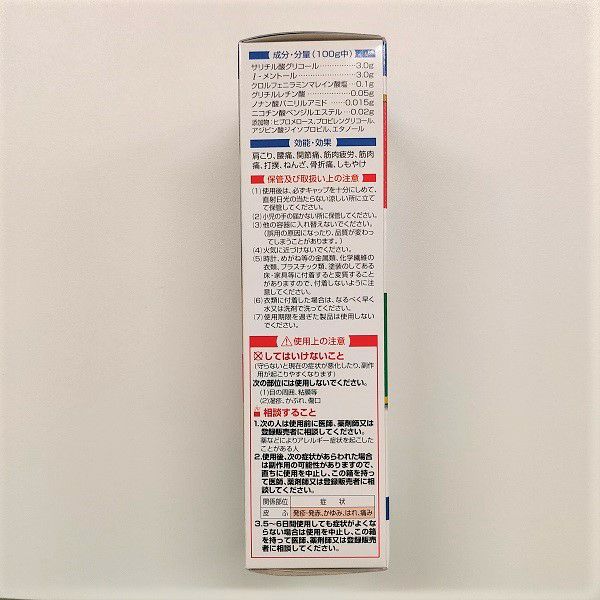 成分・分量(100g中)
サリチル酸グリコール……………3.0g
l-メントール……………………3.0g
クロルフェニラミンマレイン酸塩…0.1g
グリチルレチン酸………………0.05g
ノナン酸バニリルアミド………0.015g
ニコチン酸ベンジルエステル…0.02g
添加物:ヒプロメロース、プロピレングリコール、
アジピン酸ジイソプロピル、エタノール
効能・効果
肩こり、腰痛、関節痛、筋肉疲労、筋肉
痛、打撲、ねんざ、骨折痛、しもやけ
保管及び取扱い上の注意
(1)使用後は、必ずキャップを十分にしめて、
直射日光の当たらない涼しい所に立て
て保管してください。
(2)小児の手の届かない所に保管してください。
(3)他の容器に入れ替えないでください。
(誤用の原因になったり、品質が変わっ
てしまうことがあります。)
(4)火気に近づけないでください。
(5)時計、めがね等の金属類、化学繊維の
衣類、プラスチック類、塗装のしてある
床・家具等に付着すると変質すること
がありますので、付着しないように注
意してください。
(6)衣類に付着した場合は、なるべく早く
水又は洗剤で洗ってください。
(7)使用期限を過ぎた製品は使用しない
でください。
使用上の注意
してはいけないこと
(守らないと現在の症状が悪化したり、副作
用が起こりやすくなります)
次の部位には使用しないでください。
(1)目の周囲、粘膜等
(2)湿疹、かぶれ、傷口
相談すること
1.次の人は使用前に医師、薬剤師又は
登録販売者に相談してください。
薬などによりアレルギー症状を起こした
ことがある人
2.使用後、次の症状があらわれた場合
は副作用の可能性がありますので、
直ちに使用を中止し、この箱を持っ
て医師、薬剤師又は登録販売者に相
談してください。
関係部位 症状
皮ふ 発疹・発赤、かゆみ、はれ、痛み
3.5~6日間使用しても症状がよくな
らない場合は使用を中止し、この箱
を持って医師、薬剤師又は登録販売
者に相談してください。